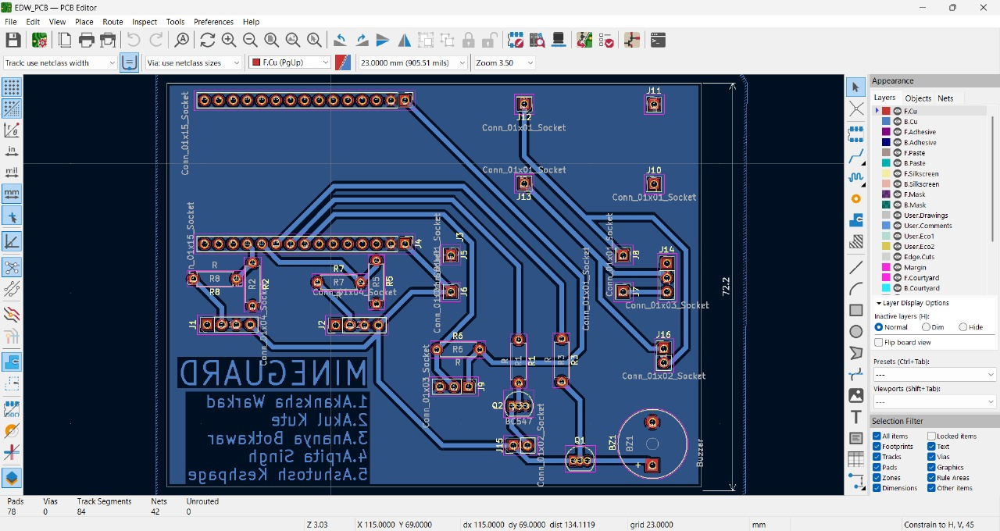 EDW_PCB — PCB Editor
File Edit View Place Route Inspect Tools Preferences Help
Track: use netclass width
Via: use netclass sizes
F.Cu (PgUp)
23.0000 mm (905.51 mils)
Zoom 3.50
in
mil
mm
Conn_01x15_Socket
J12
Conn_01x01_Socket
J11
Conn_01x01_Socket
J13
J10
Conn_01x01_Socket
Conn_01x15_Socket
J4
J3
J5
J6
J8
J7
J14
Conn_01x03_Socket
Conn_01x01_Socket
72.2
R
R8
R8
R2
R2
R7
R7
R5
R5
Conn_01x04_Socket
J1
J2
Conn_01x04_Socket
R6
R6
R
J9
Conn_01x03_Socket
R
R1
R1
R
R3
R3
J16
Conn_01x02_Socket
Q2
BC547
J15
Conn_01x02_Socket
Q1
BZ1
BZ1
+
Buzzer
MINEGUARD
1.Akanksha Warkad
2.Akul Kute
3.Ananya Botkawar
4.Arpita Singh
5.Ashutosh Keshpage
Appearance
Layers Objects Nets
F.Cu
B.Cu
F.Adhesive
B.Adhesive
F.Paste
B.Paste
F.Silkscreen
B.Silkscreen
F.Mask
B.Mask
User.Drawings
User.Comments
User.Eco1
User.Eco2
Edge.Cuts
Margin
F.Courtyard
B.Courtyard
Layer Display Options
Inactive layers (H):
Normal Dim Hide
Flip board view
Presets (Ctrl+Tab):
---
Viewports (Shift+Tab):
---
Selection Filter
All items Locked items
Footprints Text
Tracks Vias
Pads Graphics
Zones Rule Areas
Dimensions Other items
Pads Vias Track Segments Nets Unrouted
78 0 84 42 0
Z 3.03 X 115.0000 Y 69.0000 dx 115.0000 dy 69.0000 dist 134.1119 grid 23.0000 mm Constrain to H, V, 45